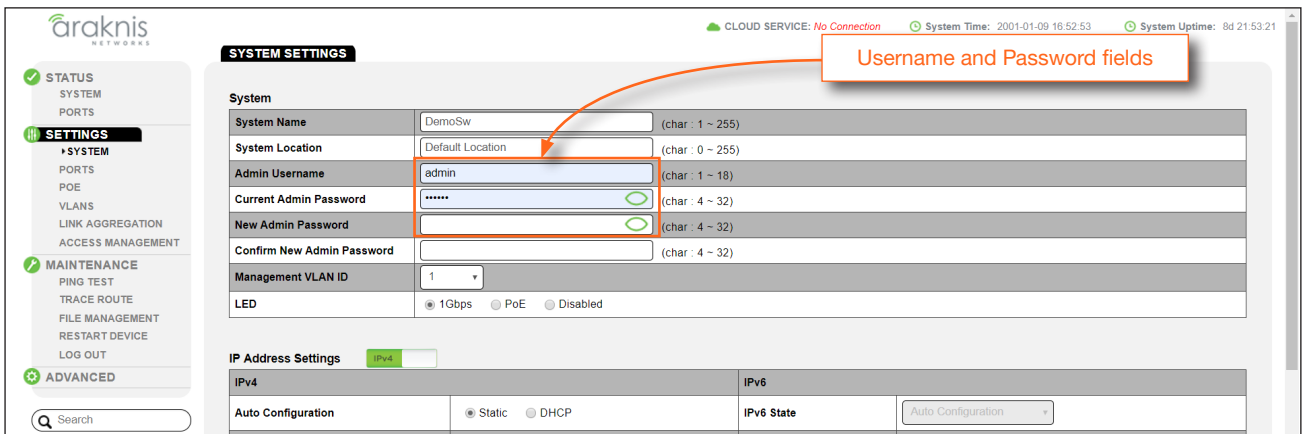 araknis
NETWORKS
CLOUD SERVICE: No Connection System Time: 2001-01-09 16:52:53 System Uptime: 8d 21:53:21
SYSTEM SETTINGS
Username and Password fields
STATUS
SYSTEM
PORTS
SETTINGS
SYSTEM
PORTS
POE
VLANS
LINK AGGREGATION
ACCESS MANAGEMENT
MAINTENANCE
PING TEST
TRACE ROUTE
FILE MANAGEMENT
RESTART DEVICE
LOG OUT
ADVANCED
Search
System
System Name DemoSw (char : 1 ~ 255)
System Location Default Location (char : 0 ~ 255)
Admin Username admin (char : 1 ~ 18)
Current Admin Password •••••• (char : 4 ~ 32)
New Admin Password (char : 4 ~ 32)
Confirm New Admin Password (char : 4 ~ 32)
Management VLAN ID 1
LED 1Gbps PoE Disabled
IP Address Settings IPv4
IPv4 IPv6
Auto Configuration Static DHCP IPv6 State Auto Configuration